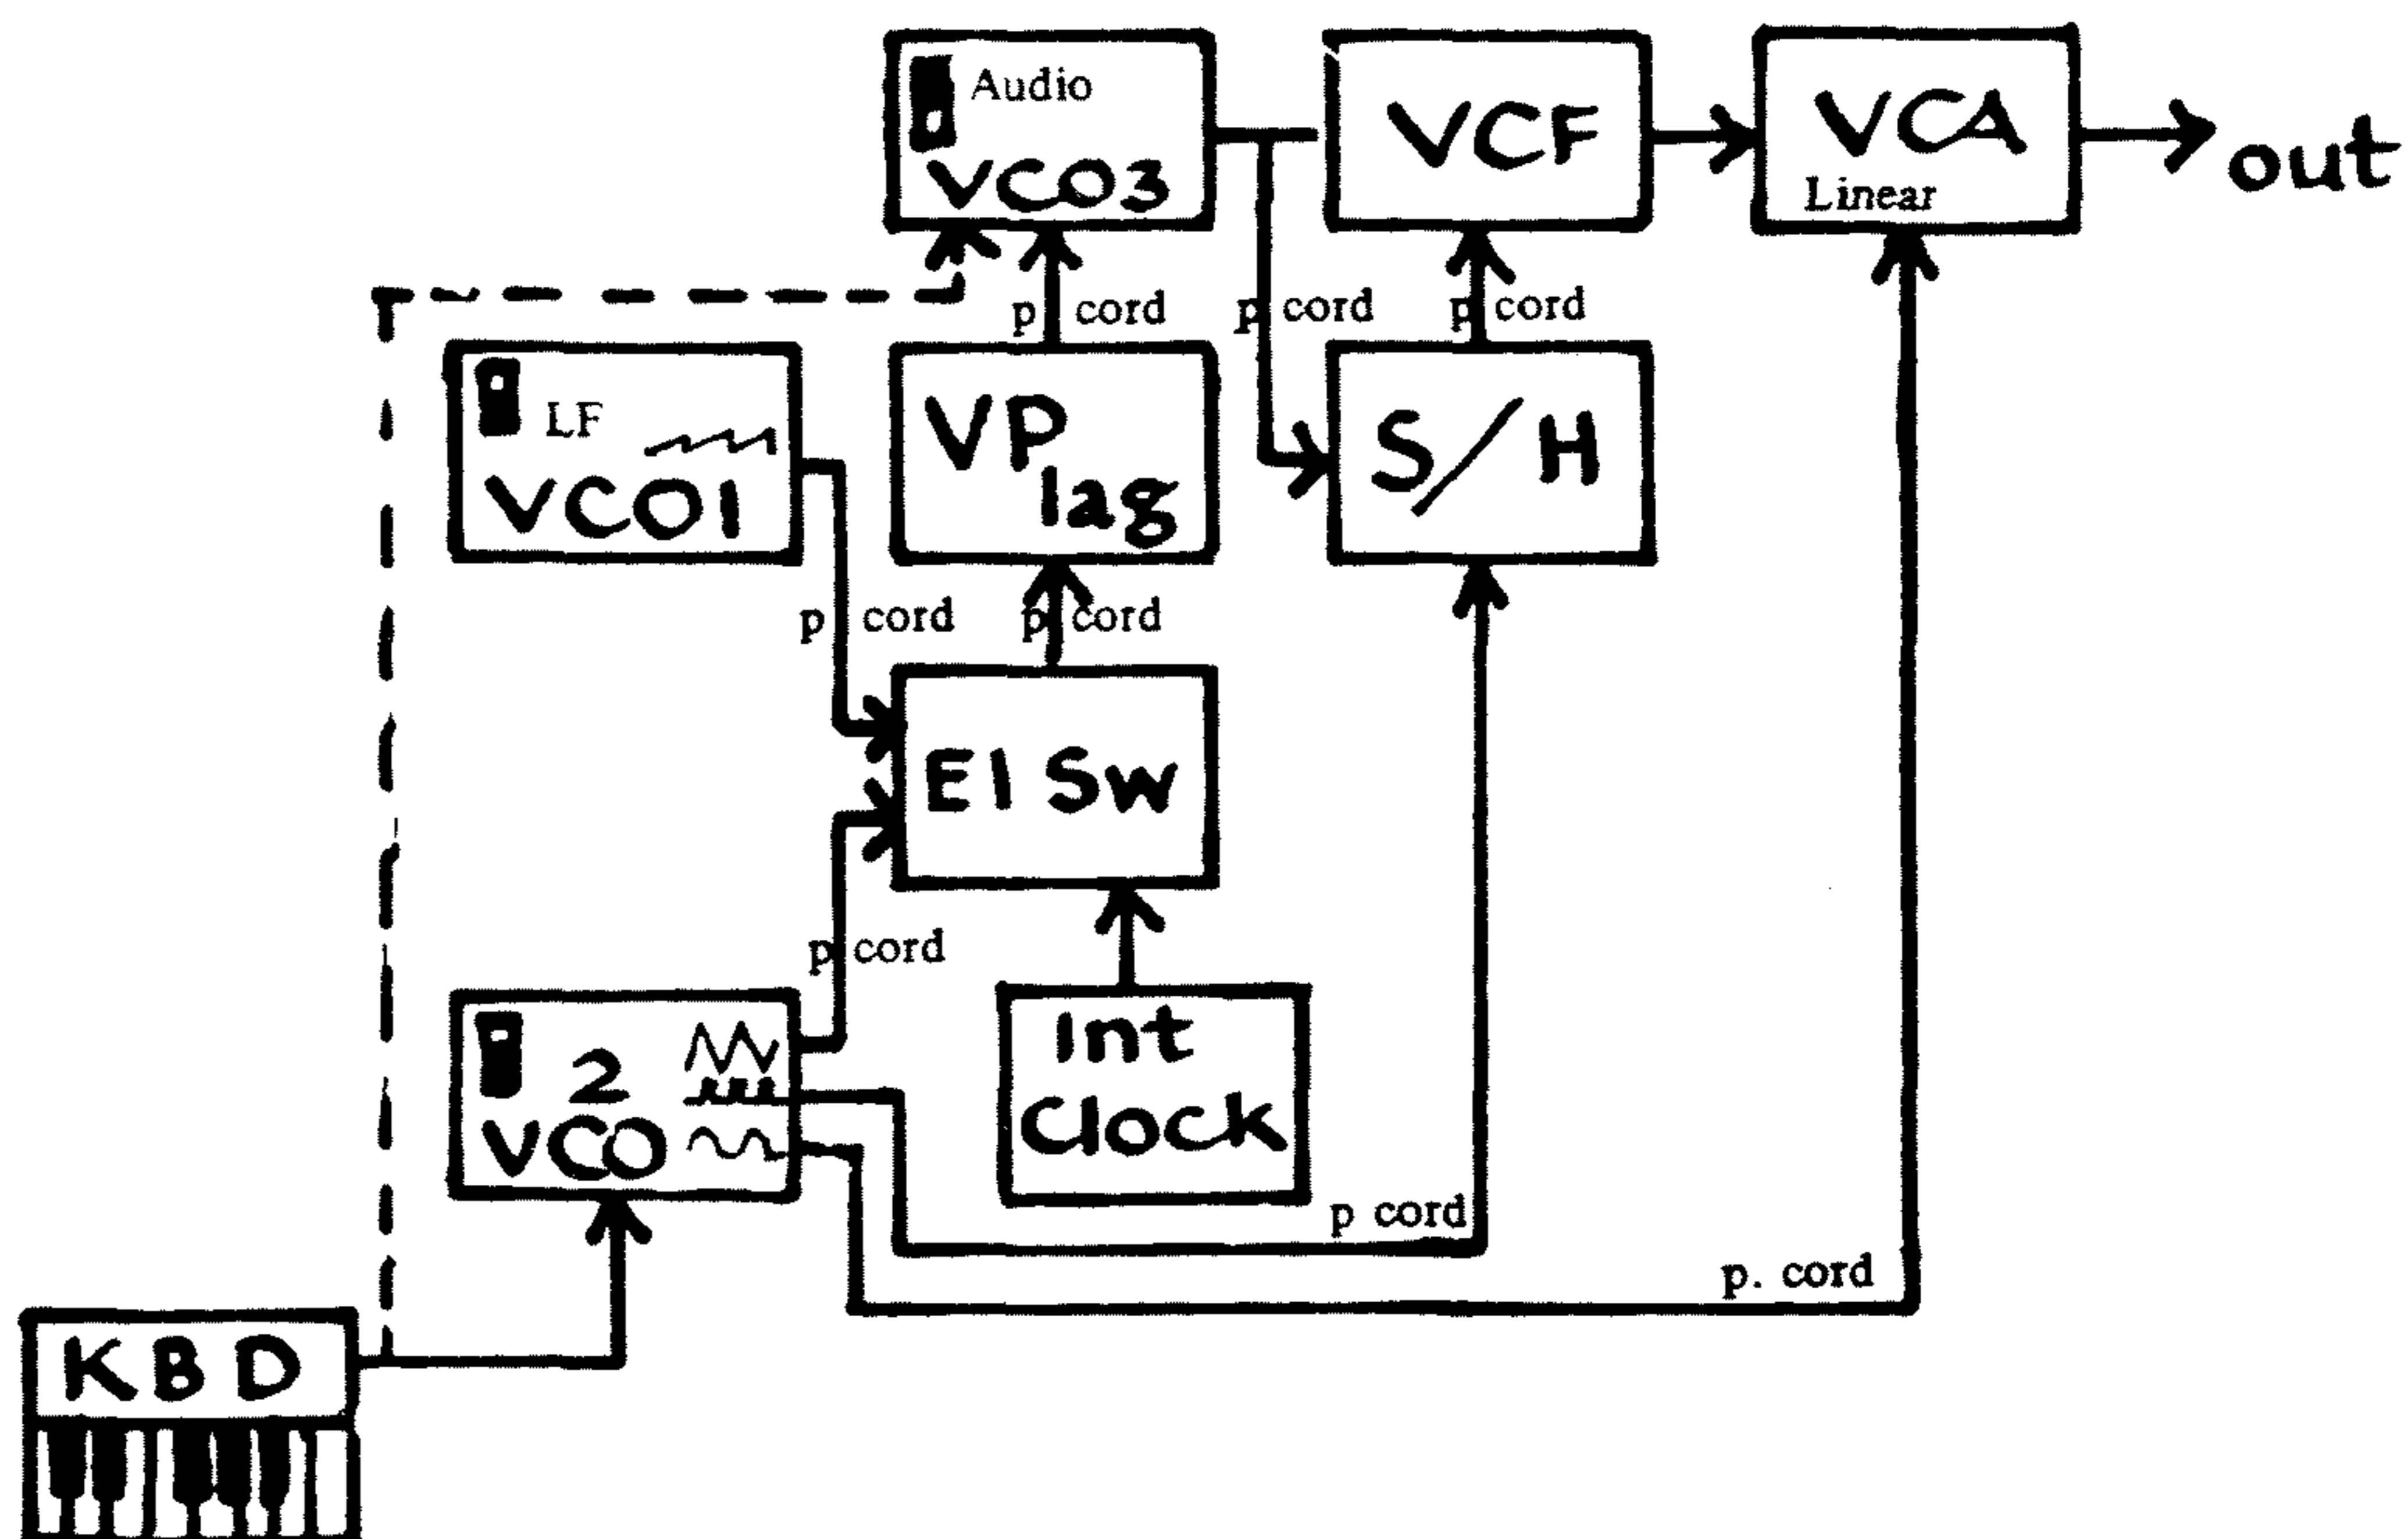 Audio
VCO3
VCF
VCA
Linear
out
p cord
p cord
p cord
LF
VCO1
VP
lag
S/H
p cord
p cord
El Sw
p cord
2
VCO
Int
Clock
p cord
p. cord
KBD